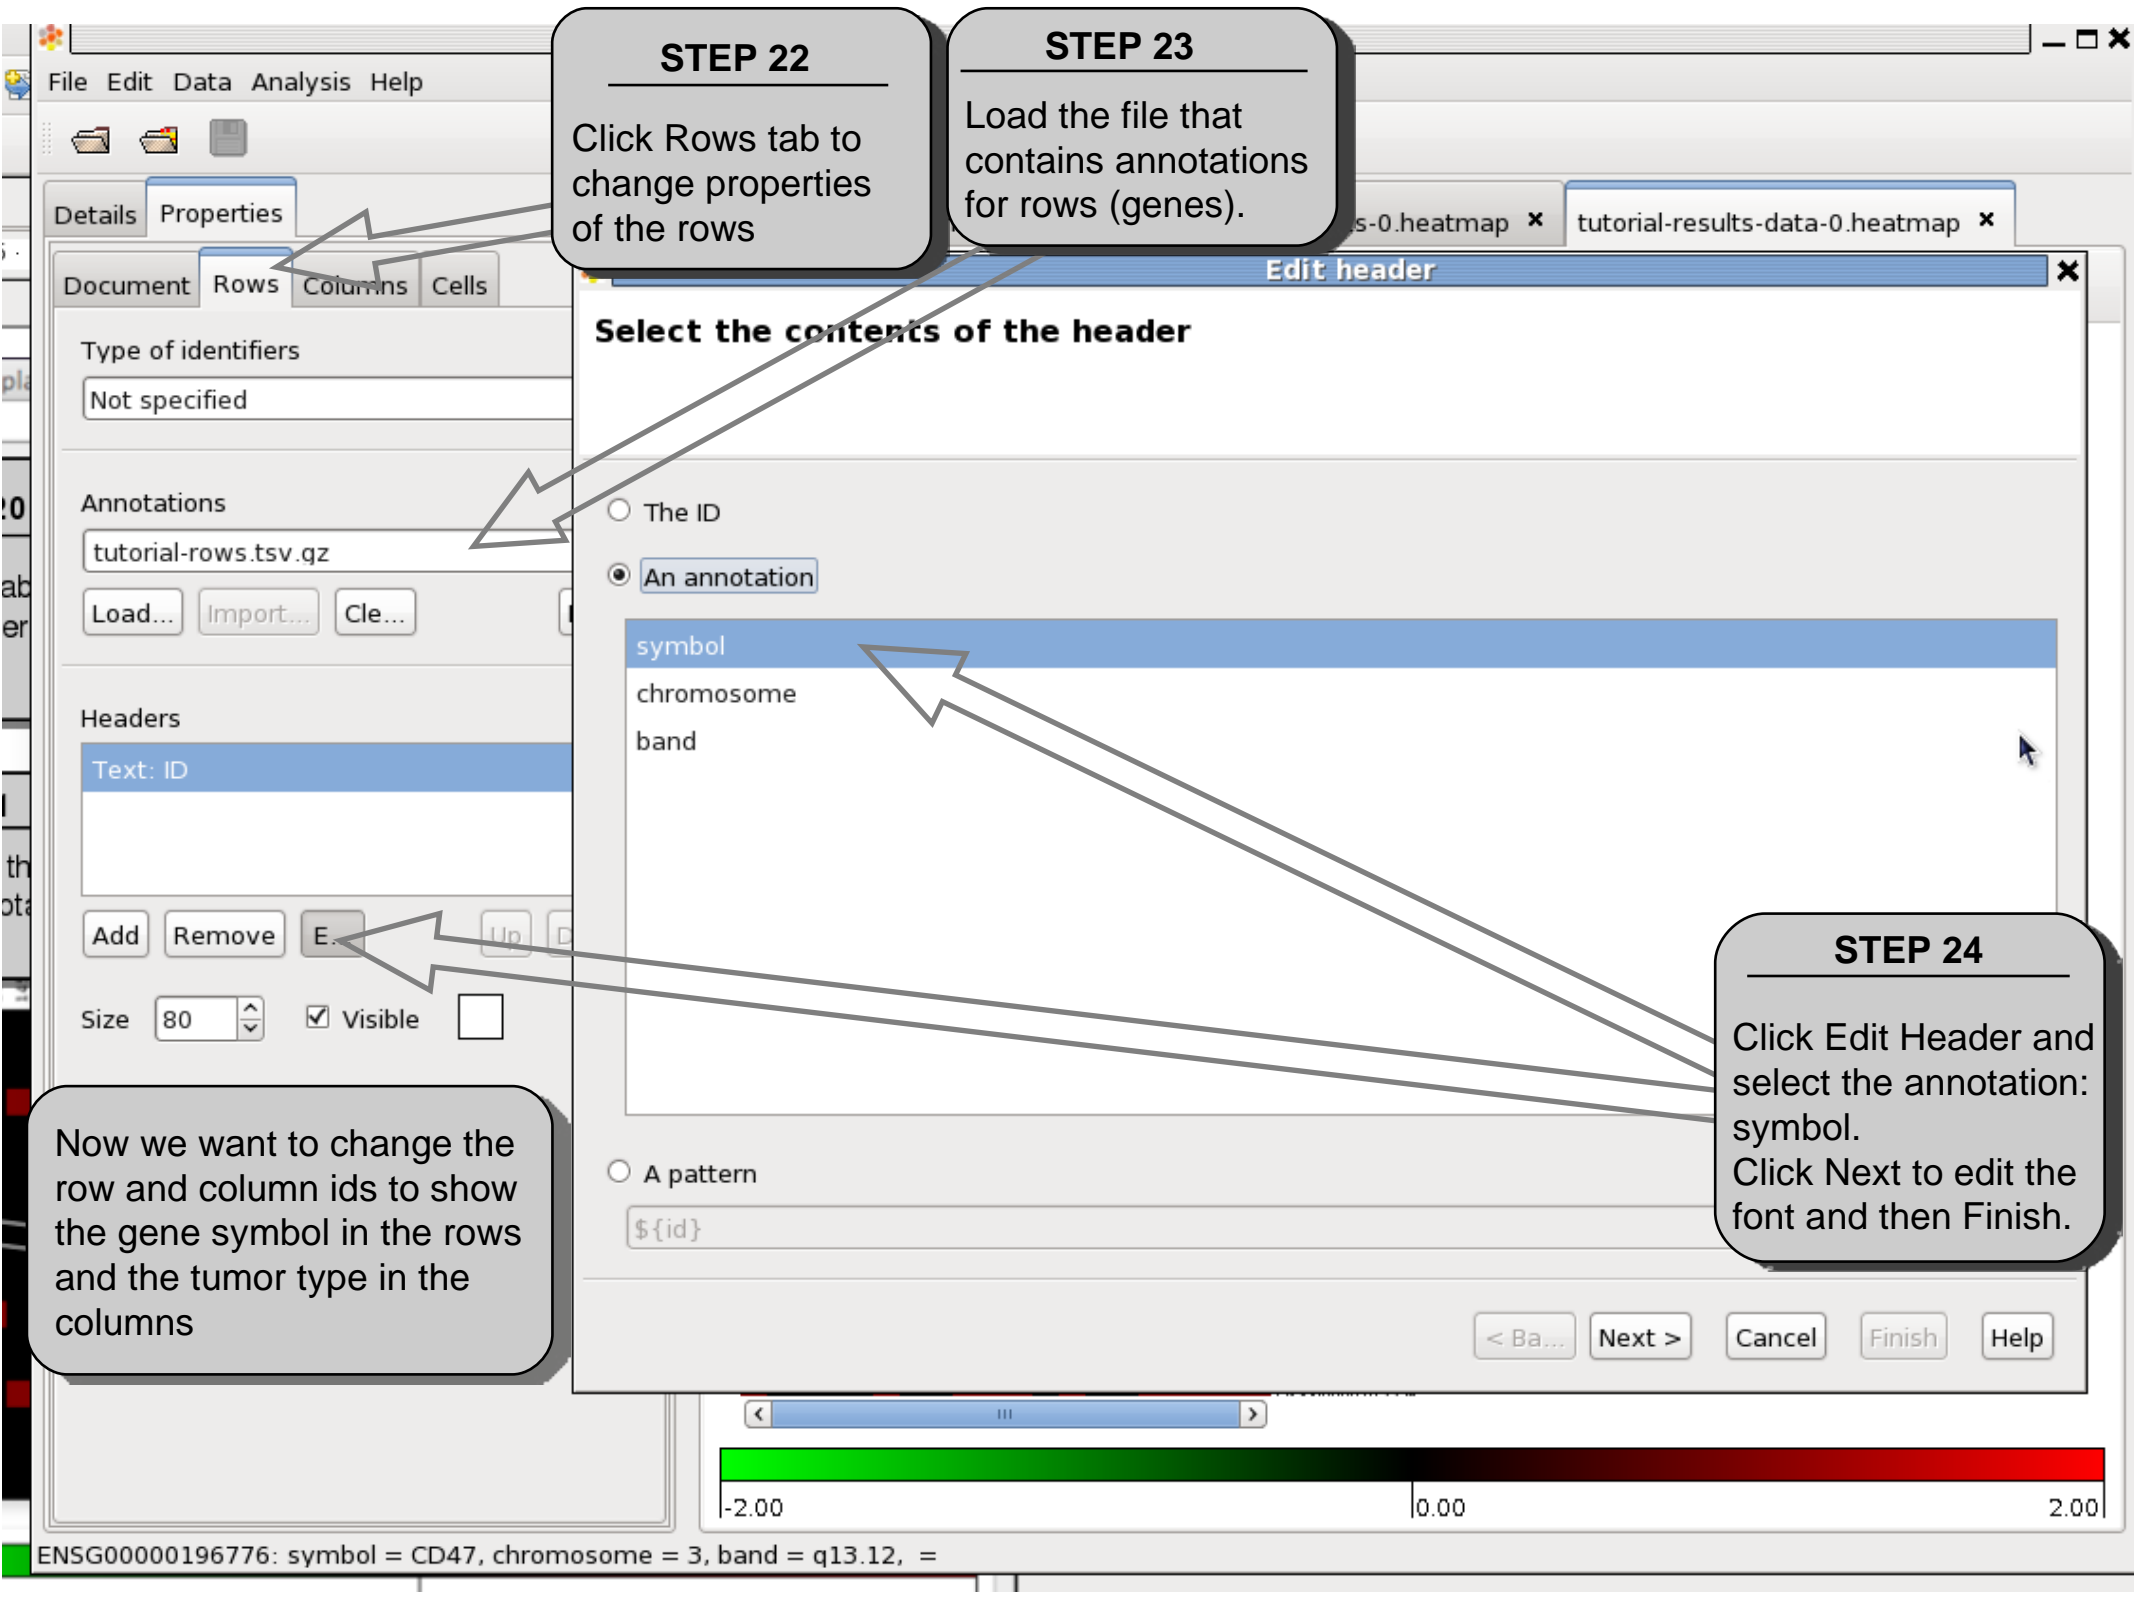 STEP 22
Click Rows tab to
change properties
of the rows
STEP 23
Load the file that
contains annotations
for rows (genes).
File Edit Data Analysis Help
Details Properties
s-0.heatmap
tutorial-results-data-0.heatmap
Document Rows Columns Cells
Type of identifiers
Not specified
Annotations
tutorial-rows.tsv.gz
Load... Import... Cle...
Headers
Text: ID
Add Remove E... Up D
Size 80 Visible
Edit header
Select the contents of the header
The ID
An annotation
symbol
chromosome
band
A pattern
${id}
< Ba... Next > Cancel Finish Help
STEP 24
Click Edit Header and
select the annotation:
symbol.
Click Next to edit the
font and then Finish.
Now we want to change the
row and column ids to show
the gene symbol in the rows
and the tumor type in the
columns
-2.00 0.00 2.00
ENSG00000196776: symbol = CD47, chromosome = 3, band = q13.12, =